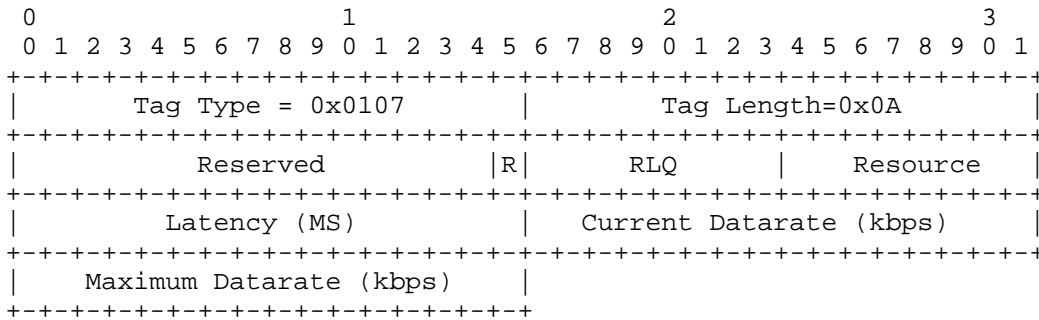 0                   1                   2                   3
 0 1 2 3 4 5 6 7 8 9 0 1 2 3 4 5 6 7 8 9 0 1 2 3 4 5 6 7 8 9 0 1
+-+-+-+-+-+-+-+-+-+-+-+-+-+-+-+-+-+-+-+-+-+-+-+-+-+-+-+-+-+-+-+-+
|       Tag Type = 0x0107       |        Tag Length=0x0A        |
+-+-+-+-+-+-+-+-+-+-+-+-+-+-+-+-+-+-+-+-+-+-+-+-+-+-+-+-+-+-+-+-+
|           Reserved          |R|      RLQ      |    Resource   |
+-+-+-+-+-+-+-+-+-+-+-+-+-+-+-+-+-+-+-+-+-+-+-+-+-+-+-+-+-+-+-+-+
|         Latency (MS)          |   Current Datarate (kbps)     |
+-+-+-+-+-+-+-+-+-+-+-+-+-+-+-+-+-+-+-+-+-+-+-+-+-+-+-+-+-+-+-+-+
|    Maximum Datarate (kbps)    |
+-+-+-+-+-+-+-+-+-+-+-+-+-+-+-+-+